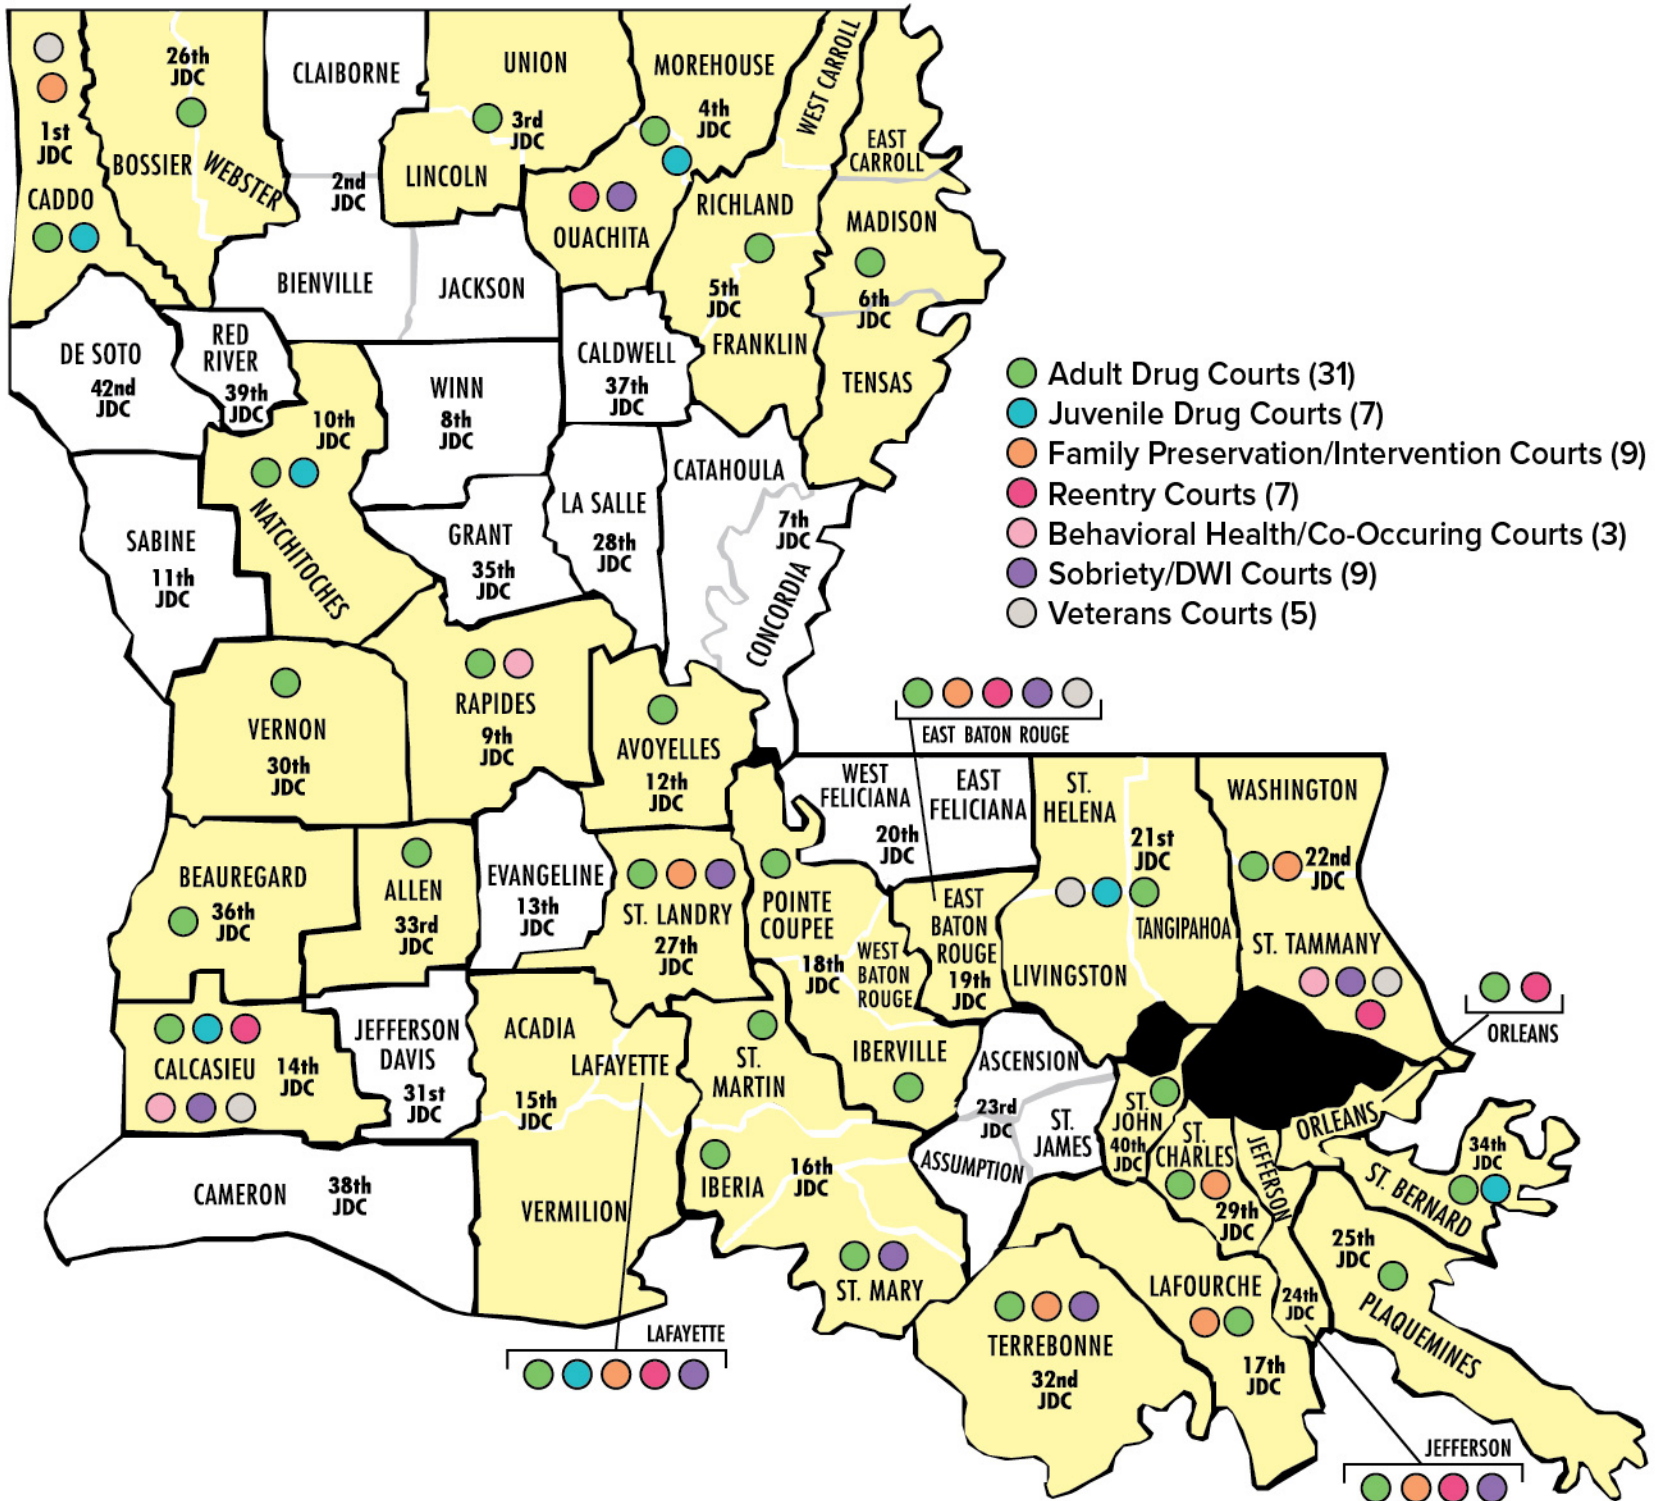 26th
JDC
CLAIBORNE
UNION
MOREHOUSE
WEST CARROLL
1st
JDC
BOSSIER
WEBSTER
3rd
JDC
4th
JDC
EAST
CARROLL
CADDO
2nd
JDC
LINCOLN
RICHLAND
MADISON
OUACHITA
BIENVILLE
JACKSON
5th
JDC
6th
JDC
DE SOTO
42nd
JDC
RED
RIVER
39th
JDC
CALDWELL
37th
JDC
FRANKLIN
TENSAS
WINN
8th
JDC
10th
JDC
NATCHITOCHES
Adult Drug Courts (31)
Juvenile Drug Courts (7)
Family Preservation/Intervention Courts (9)
Reentry Courts (7)
Behavioral Health/Co-Occuring Courts (3)
Sobriety/DWI Courts (9)
Veterans Courts (5)
CATAHOULA
LA SALLE
28th
JDC
7th
JDC
CONCORDIA
SABINE
11th
JDC
GRANT
35th
JDC
VERNON
30th
JDC
RAPIDES
9th
JDC
AVOYELLES
12th
JDC
EAST BATON ROUGE
WEST
FELICIANA
EAST
FELICIANA
20th
JDC
ST.
HELENA
21st
JDC
WASHINGTON
22nd
JDC
BEAUREGARD
36th
JDC
ALLEN
33rd
JDC
EVANGELINE
13th
JDC
ST. LANDRY
27th
JDC
POINTE
COUPEE
18th
JDC
WEST
BATON
ROUGE
EAST
BATON
ROUGE
19th
JDC
LIVINGSTON
TANGIPAHOA
ST. TAMMANY
ORLEANS
CALCASIEU
14th
JDC
JEFFERSON
DAVIS
31st
JDC
ACADIA
LAFAYETTE
15th
JDC
ST.
MARTIN
IBERVILLE
ASCENSION
23rd
JDC
ST.
JAMES
ASSUMPTION
ST.
JOHN
40th
JDC
ST.
CHARLES
29th
JDC
JEFFERSON
ORLEANS
34th
JDC
ST. BERNARD
CAMERON
38th
JDC
VERMILION
IBERIA
16th
JDC
ST. MARY
25th
JDC
PLAQUEMINES
LAFOURCHE
24th
JDC
17th
JDC
TERREBONNE
32nd
JDC
LAFAYETTE
JEFFERSON